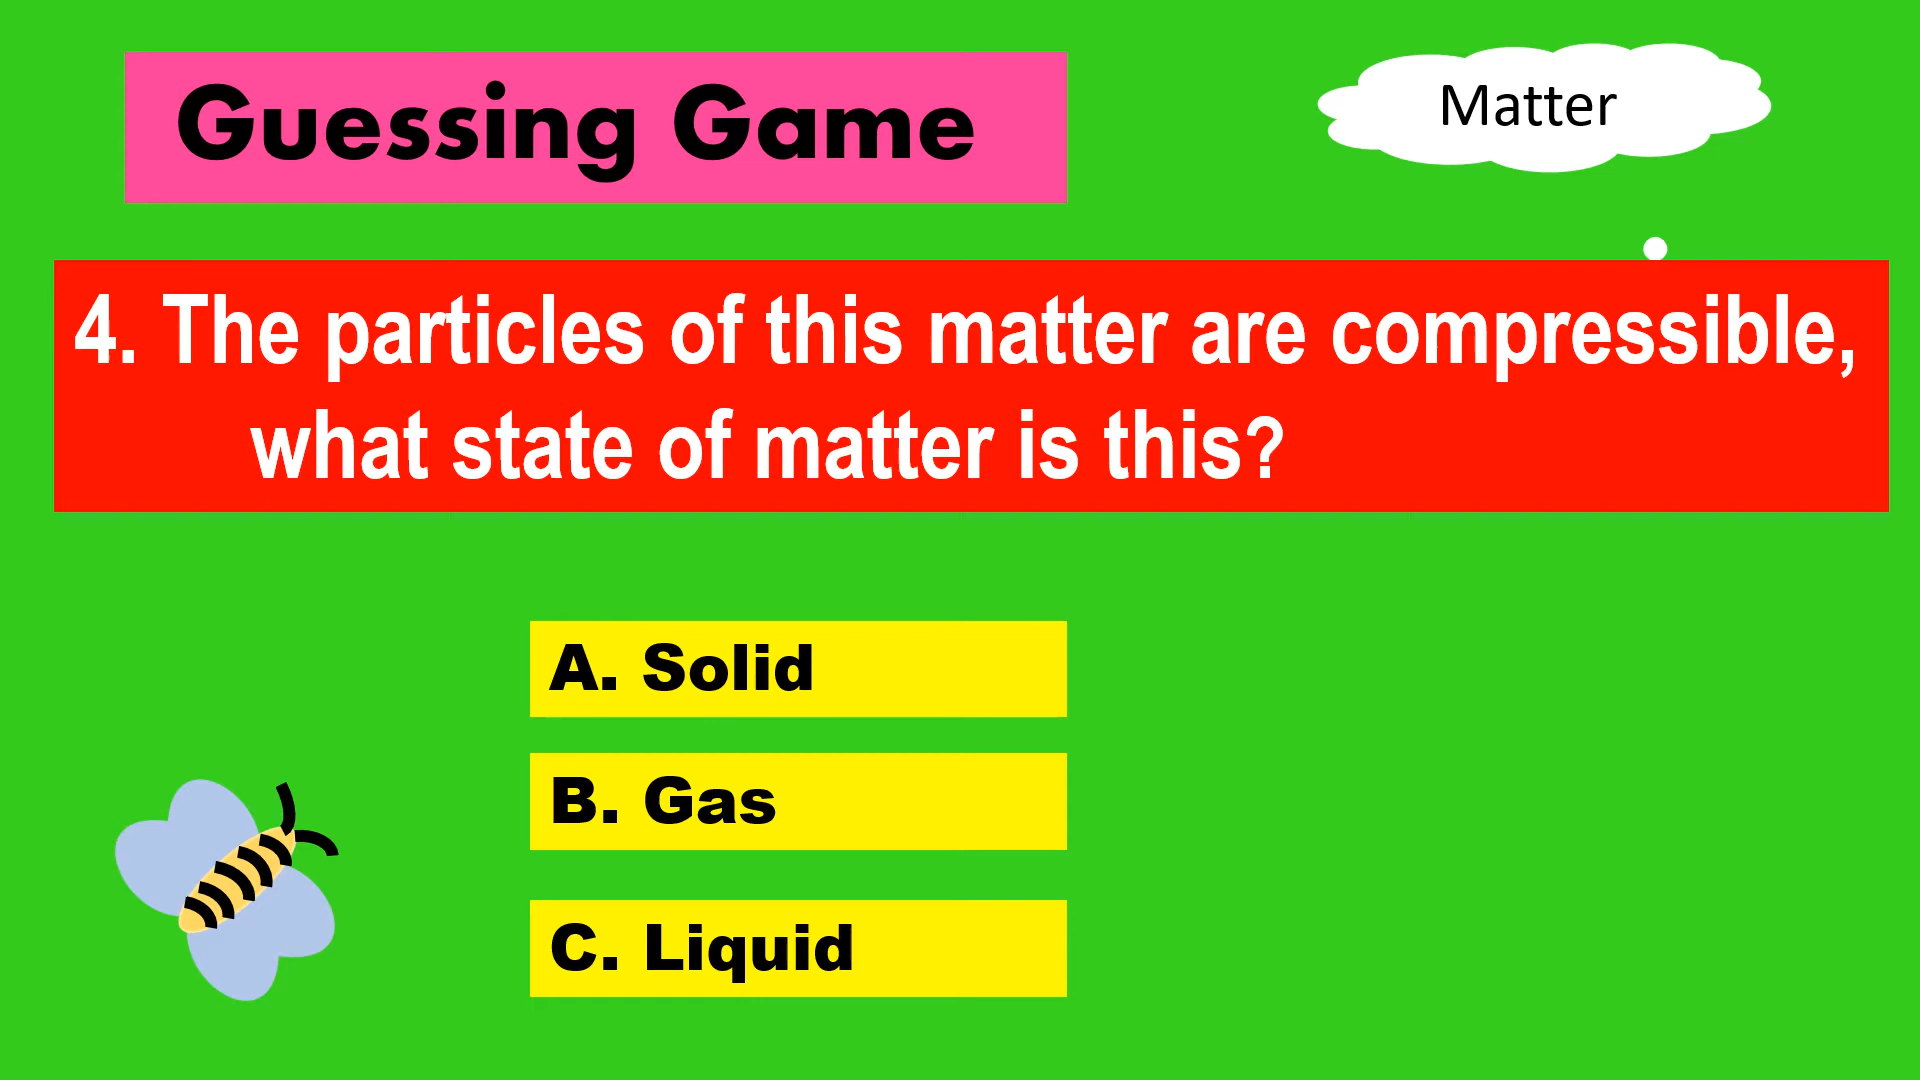 Guessing Game
Matter
4. The particles of this matter are compressible,
what state of matter is this?
A. Solid
B. Gas
C. Liquid